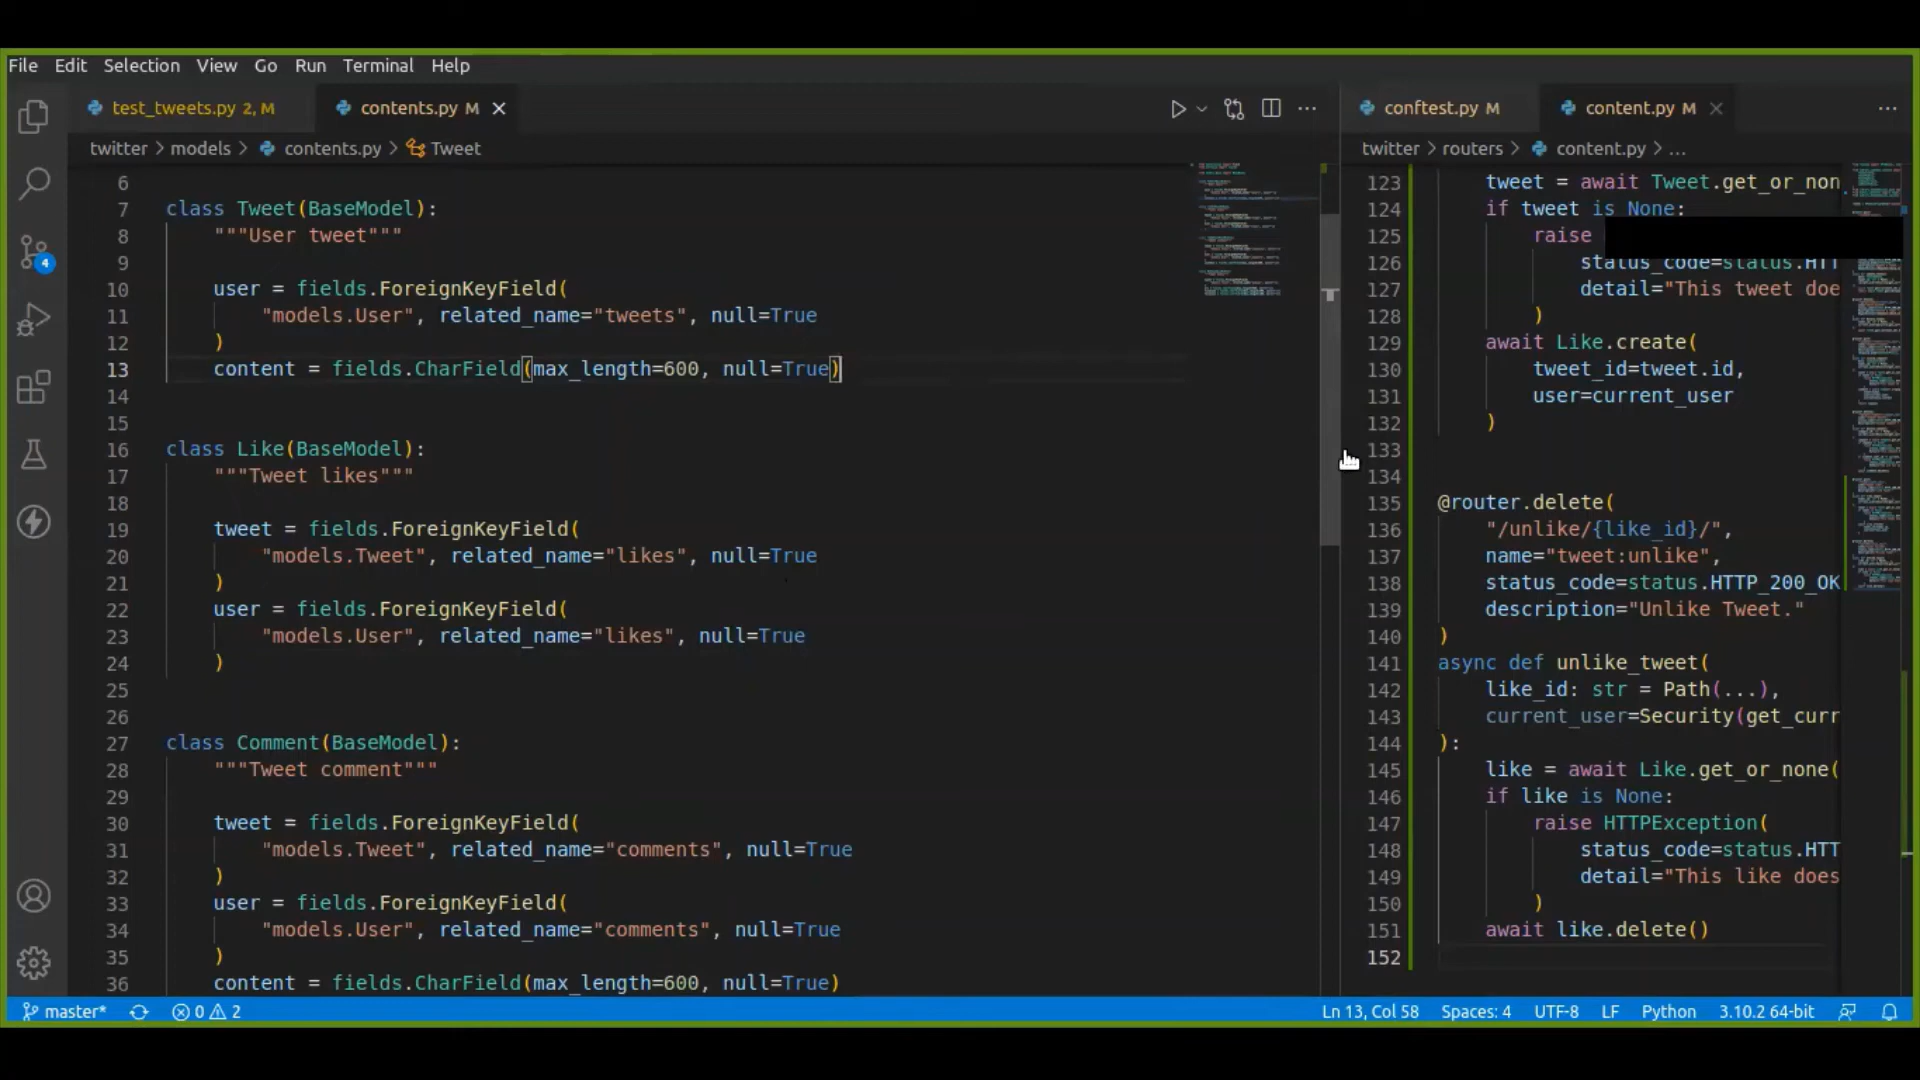 File Edit Selection View Go Run Terminal Help
test_tweets.py 2, M
contents.py M
conftest.py M
content.py M
twitter > models > contents.py > Tweet
twitter > routers > content.py > ...
6
7 class Tweet(BaseModel):
8 """User tweet"""
9
10 user = fields.ForeignKeyField(
11 "models.User", related_name="tweets", null=True
12 )
13 content = fields.CharField(max_length=600, null=True)
14
15
16 class Like(BaseModel):
17 """Tweet likes"""
18
19 tweet = fields.ForeignKeyField(
20 "models.Tweet", related_name="likes", null=True
21 )
22 user = fields.ForeignKeyField(
23 "models.User", related_name="likes", null=True
24 )
25
26
27 class Comment(BaseModel):
28 """Tweet comment"""
29
30 tweet = fields.ForeignKeyField(
31 "models.Tweet", related_name="comments", null=True
32 )
33 user = fields.ForeignKeyField(
34 "models.User", related_name="comments", null=True
35 )
36 content = fields.CharField(max_length=600, null=True)
123 tweet = await Tweet.get_or_non
124 if tweet is None:
125 raise
126 status_code=status.HTT
127 detail="This tweet doe
128 )
129 await Like.create(
130 tweet_id=tweet.id,
131 user=current_user
132 )
133
134
135 @router.delete(
136 "/unlike/{like_id}/",
137 name="tweet:unlike",
138 status_code=status.HTTP_200_OK
139 description="Unlike Tweet."
140 )
141 async def unlike_tweet(
142 like_id: str = Path(...),
143 current_user=Security(get_curr
144 ):
145 like = await Like.get_or_none(
146 if like is None:
147 raise HTTPException(
148 status_code=status.HTT
149 detail="This like does
150 )
151 await like.delete()
152
4
master* 0 2
Ln 13, Col 58 Spaces: 4 UTF-8 LF Python 3.10.2 64-bit